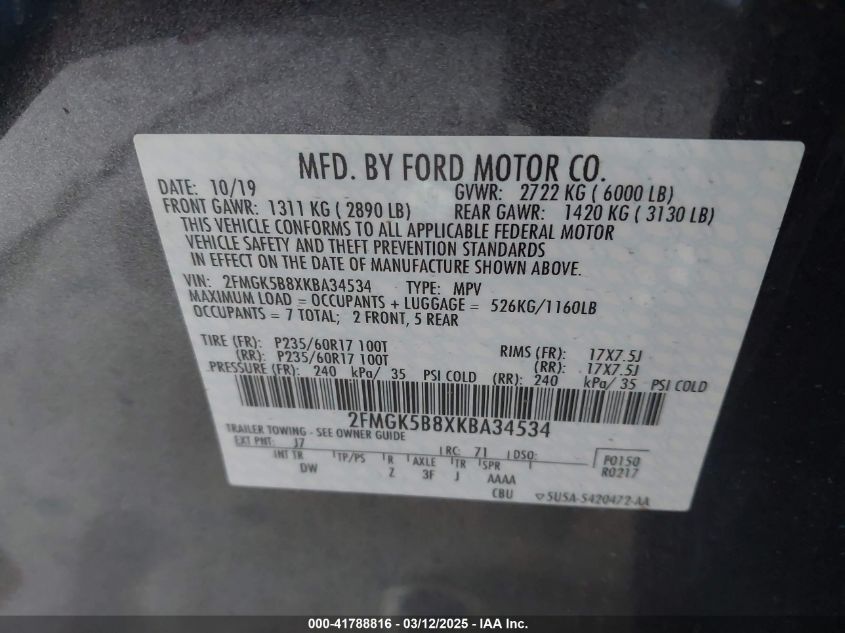 MFD. BY FORD MOTOR CO.
DATE: 10/19 GVWR: 2722 KG ( 6000 LB)
FRONT GAWR: 1311 KG ( 2890 LB) REAR GAWR: 1420 KG ( 3130 LB)
THIS VEHICLE CONFORMS TO ALL APPLICABLE FEDERAL MOTOR
VEHICLE SAFETY AND THEFT PREVENTION STANDARDS
IN EFFECT ON THE DATE OF MANUFACTURE SHOWN ABOVE.
VIN: 2FMGK5B8XKBA34534 TYPE: MPV
MAXIMUM LOAD = OCCUPANTS + LUGGAGE = 526KG/1160LB
OCCUPANTS = 7 TOTAL; 2 FRONT, 5 REAR
TIRE (FR): P235/60R17 100T RIMS (FR): 17X7.5J
(RR): P235/60R17 100T (RR): 17X7.5J
PRESSURE (FR): 240 kPa/ 35 PSI COLD (RR): 240 kPa/ 35 PSI COLD
2FMGK5B8XKBA34534
TRAILER TOWING - SEE OWNER GUIDE
EXT PNT: J7 RC: 71 DSO: F0150
INT TR TP/PS R AXLE TR SPR R0217
DW Z 3F J AAAA
CBU 5USA-S420472-AA
000-41788816 - 03/12/2025 - IAA Inc.